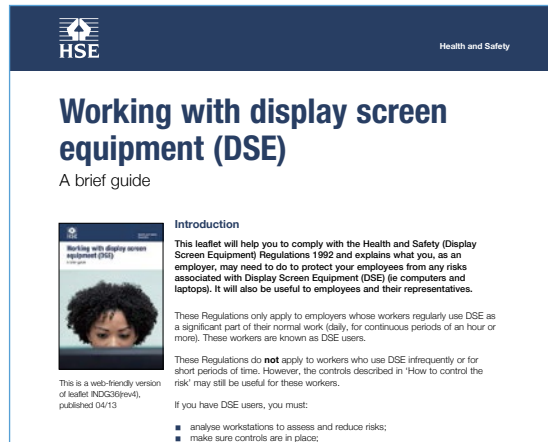 HSE
Health and Safety
Working with display screen
equipment (DSE)
A brief guide
HSE
Working with display screen
equipment (DSE)
Introduction
This leaflet will help you to comply with the Health and Safety (Display
Screen Equipment) Regulations 1992 and explains what you, as an
employer, may need to do to protect your employees from any risks
associated with Display Screen Equipment (DSE) (ie computers and
laptops). It will also be useful to employees and their representatives.
These Regulations only apply to employers whose workers regularly use DSE as
a significant part of their normal work (daily, for continuous periods of an hour or
more). These workers are known as DSE users.
These Regulations do not apply to workers who use DSE infrequently or for
short periods of time. However, the controls described in ‘How to control the
risk’ may still be useful for these workers.
This is a web-friendly version
of leaflet INDG36(rev4),
published 04/13
If you have DSE users, you must:
■ analyse workstations to assess and reduce risks;
■ make sure controls are in place;